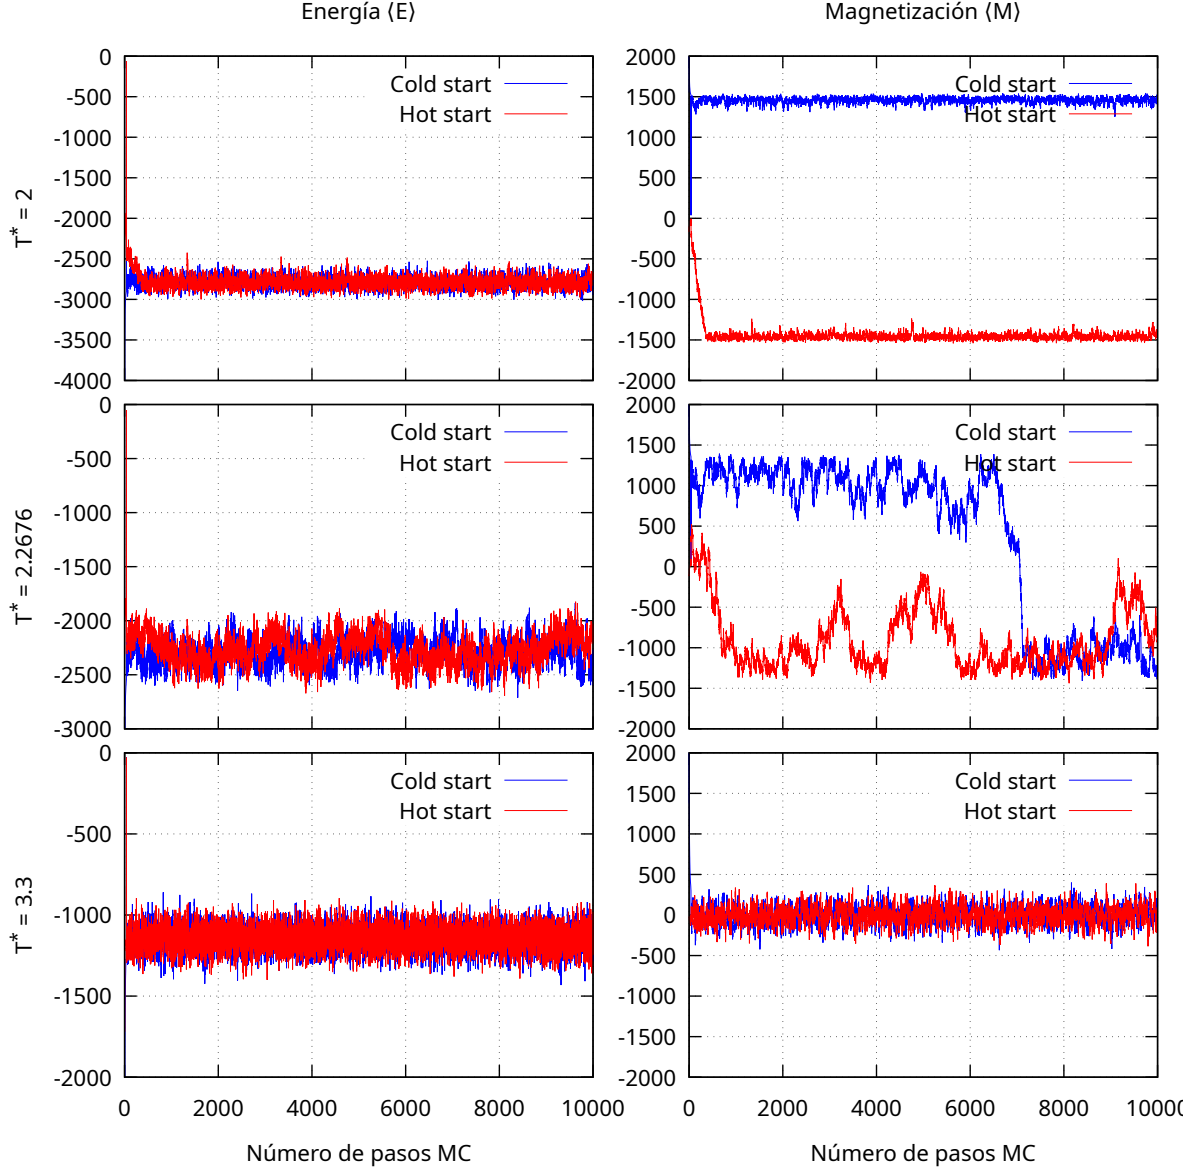 Energía ⟨E⟩ Magnetización ⟨M⟩
T* = 2
0
-500
-1000
-1500
-2000
-2500
-3000
-3500
-4000
Cold start
Hot start
2000
1500
1000
500
0
-500
-1000
-1500
-2000
Cold start
Hot start
T* = 2.2676
0
-500
-1000
-1500
-2000
-2500
-3000
Cold start
Hot start
2000
1500
1000
500
0
-500
-1000
-1500
-2000
Cold start
Hot start
T* = 3.3
0
-500
-1000
-1500
-2000
Cold start
Hot start
2000
1500
1000
500
0
-500
-1000
-1500
-2000
Cold start
Hot start
0 2000 4000 6000 8000 10000
0 2000 4000 6000 8000 10000
Número de pasos MC Número de pasos MC